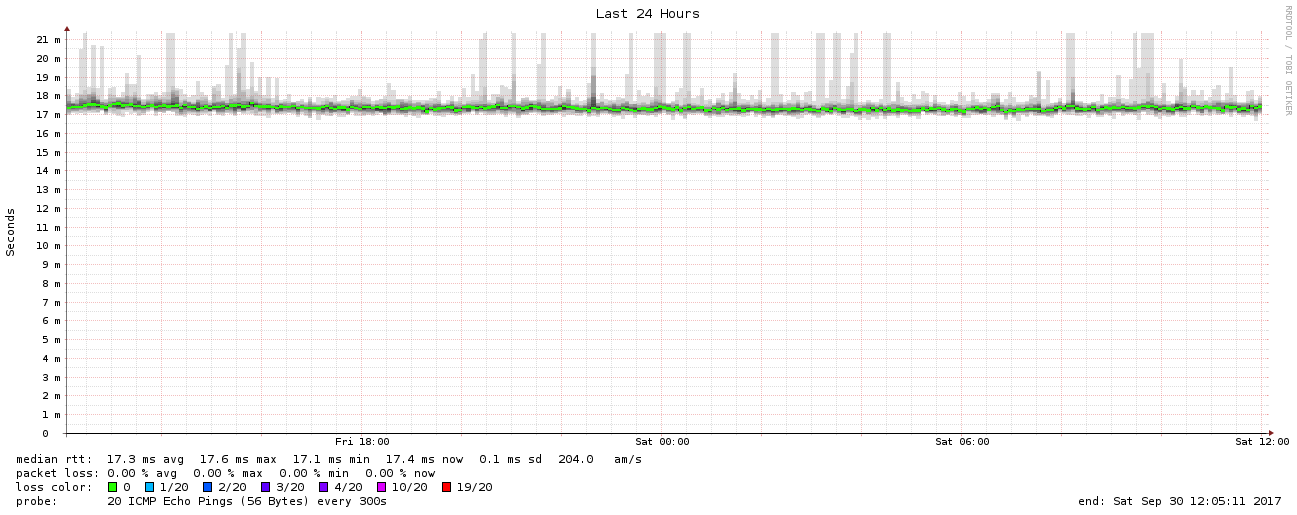 Last 24 Hours
RRDTOOL / TOBI OETIKER
Seconds
21 m
20 m
19 m
18 m
17 m
16 m
15 m
14 m
13 m
12 m
11 m
10 m
9 m
8 m
7 m
6 m
5 m
4 m
3 m
2 m
1 m
0
Fri 18:00 Sat 00:00 Sat 06:00 Sat 12:00
median rtt: 17.3 ms avg 17.6 ms max 17.1 ms min 17.4 ms now 0.1 ms sd 204.0 am/s
packet loss: 0.00 % avg 0.00 % max 0.00 % min 0.00 % now
loss color: 0 1/20 2/20 3/20 4/20 10/20 19/20
probe: 20 ICMP Echo Pings (56 Bytes) every 300s end: Sat Sep 30 12:05:11 2017